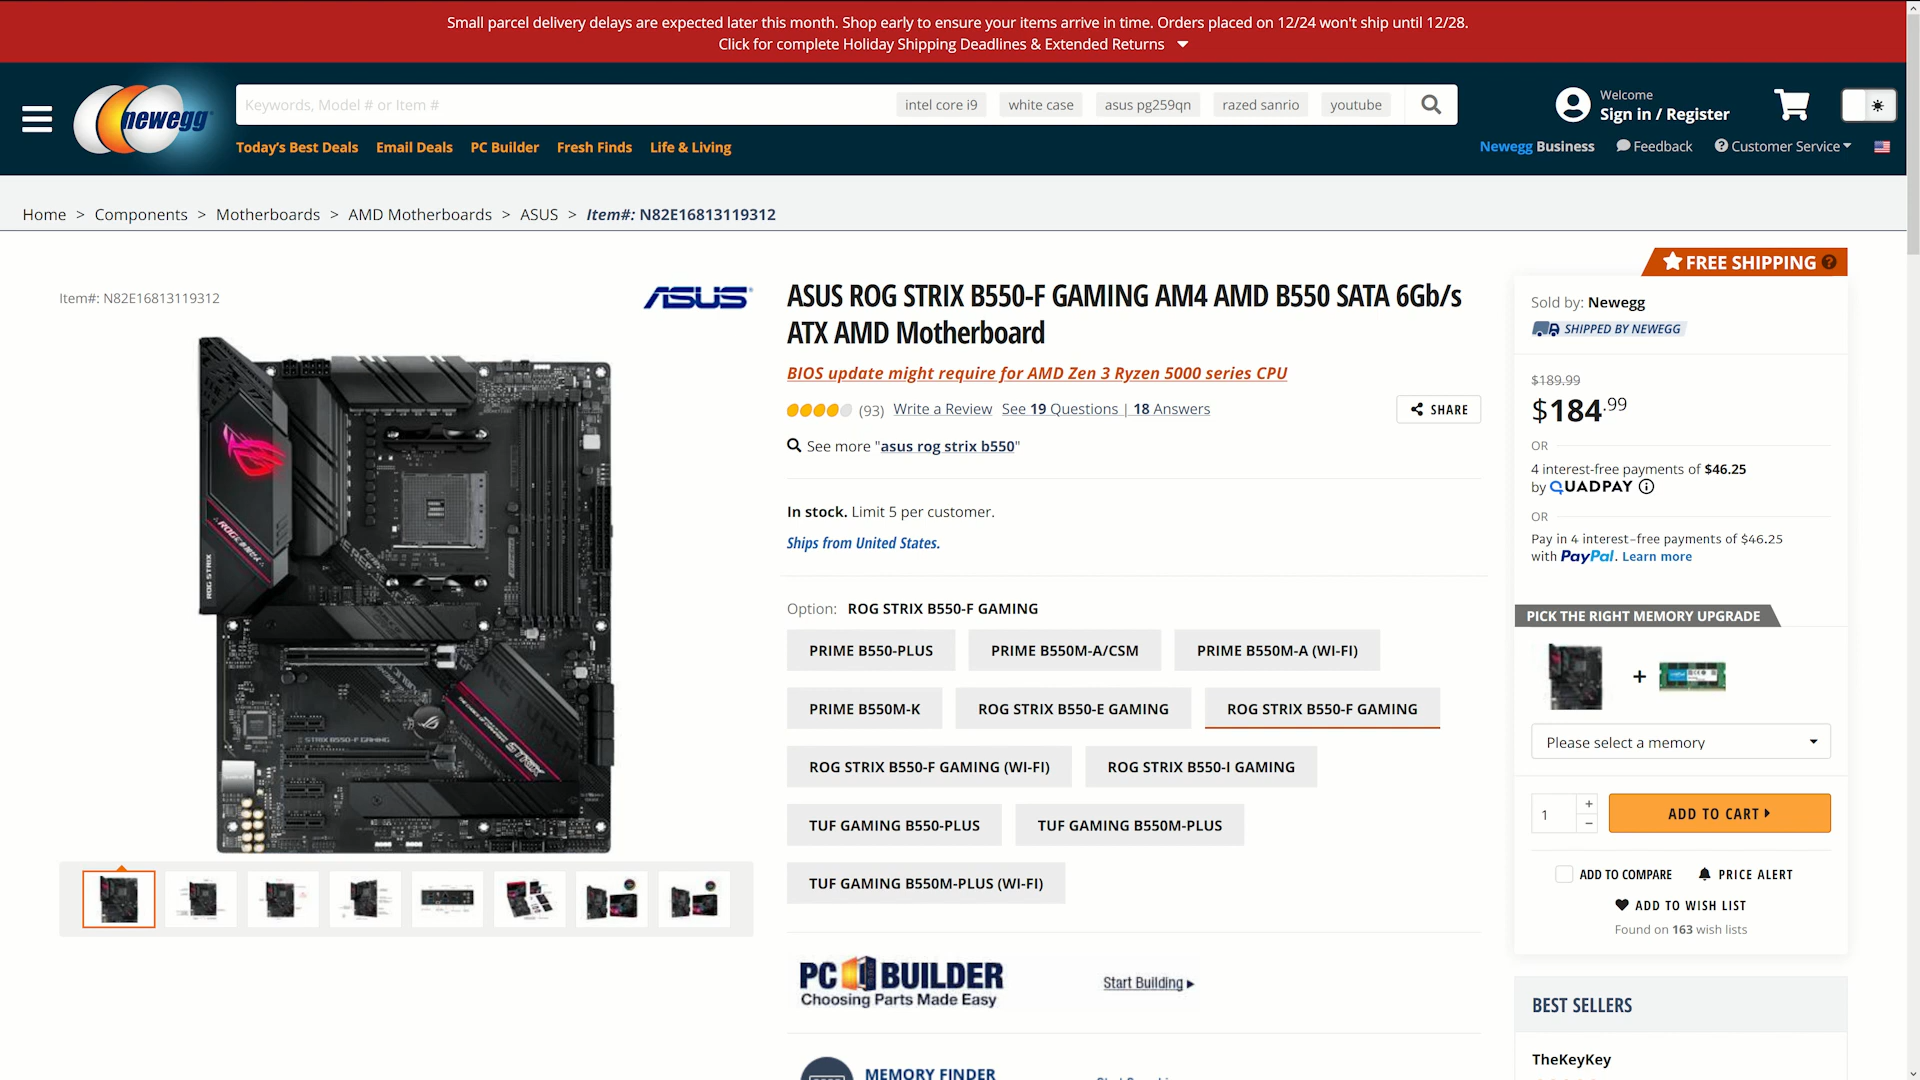 Small parcel delivery delays are expected later this month. Shop early to ensure your items arrive in time. Orders placed on 12/24 won't ship until 12/28.
Click for complete Holiday Shipping Deadlines & Extended Returns
newegg
Keywords, Model # or Item #
intel core i9
white case
asus pg259qn
razed sanrio
youtube
Welcome
Sign in / Register
Today's Best Deals
Email Deals
PC Builder
Fresh Finds
Life & Living
Newegg Business
Feedback
Customer Service
Home > Components > Motherboards > AMD Motherboards > ASUS > Item#: N82E16813119312
Item#: N82E16813119312
ASUS
ROG STRIX
STRIX B550-F GAMING
STRIX
ASUS ROG STRIX B550-F GAMING AM4 AMD B550 SATA 6Gb/s
ATX AMD Motherboard
BIOS update might require for AMD Zen 3 Ryzen 5000 series CPU
(93) Write a Review See 19 Questions | 18 Answers
SHARE
See more "asus rog strix b550"
In stock. Limit 5 per customer.
Ships from United States.
Option: ROG STRIX B550-F GAMING
PRIME B550-PLUS
PRIME B550M-A/CSM
PRIME B550M-A (WI-FI)
PRIME B550M-K
ROG STRIX B550-E GAMING
ROG STRIX B550-F GAMING
ROG STRIX B550-F GAMING (WI-FI)
ROG STRIX B550-I GAMING
TUF GAMING B550-PLUS
TUF GAMING B550M-PLUS
TUF GAMING B550M-PLUS (WI-FI)
PC BUILDER
Choosing Parts Made Easy
Start Building
MEMORY FINDER
FREE SHIPPING
Sold by: Newegg
SHIPPED BY NEWEGG
$189.99
$184.99
OR
4 interest-free payments of $46.25
by QUADPAY
OR
Pay in 4 interest-free payments of $46.25
with PayPal. Learn more
PICK THE RIGHT MEMORY UPGRADE
+
Please select a memory
1
+
−
ADD TO CART
ADD TO COMPARE
PRICE ALERT
ADD TO WISH LIST
Found on 163 wish lists
BEST SELLERS
TheKeyKey